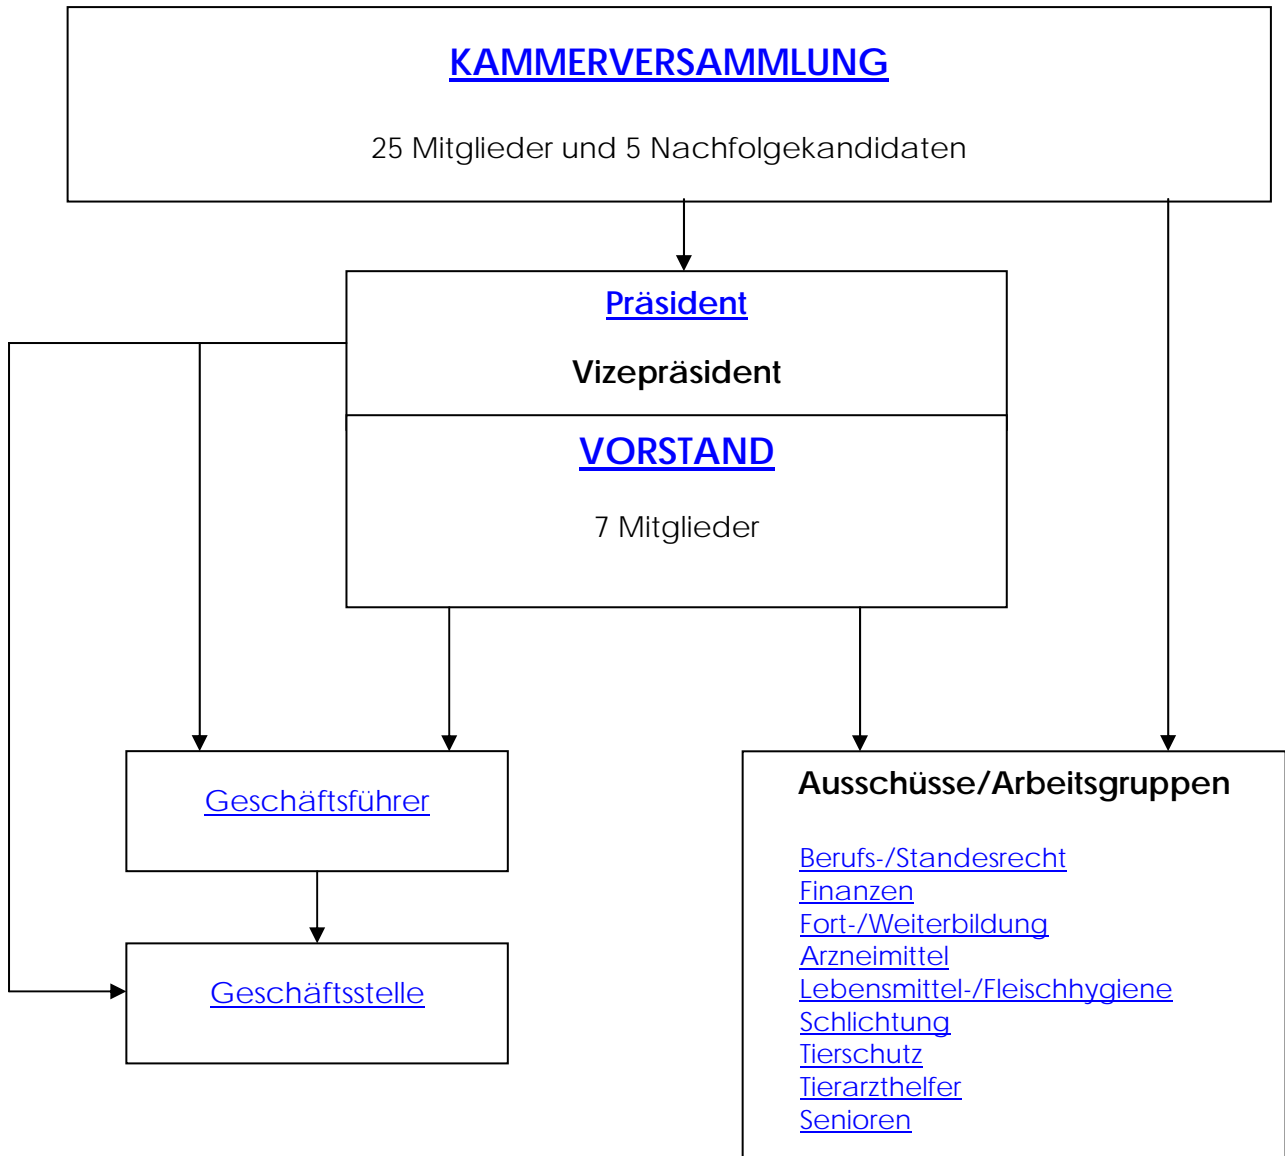 KAMMERVERSAMMLUNG
25 Mitglieder und 5 Nachfolgekandidaten
Präsident
Vizepräsident
VORSTAND
7 Mitglieder
Geschäftsführer
Geschäftsstelle
Ausschüsse/Arbeitsgruppen
Berufs-/Standesrecht
Finanzen
Fort-/Weiterbildung
Arzneimittel
Lebensmittel-/Fleischhygiene
Schlichtung
Tierschutz
Tierarzthelfer
Senioren